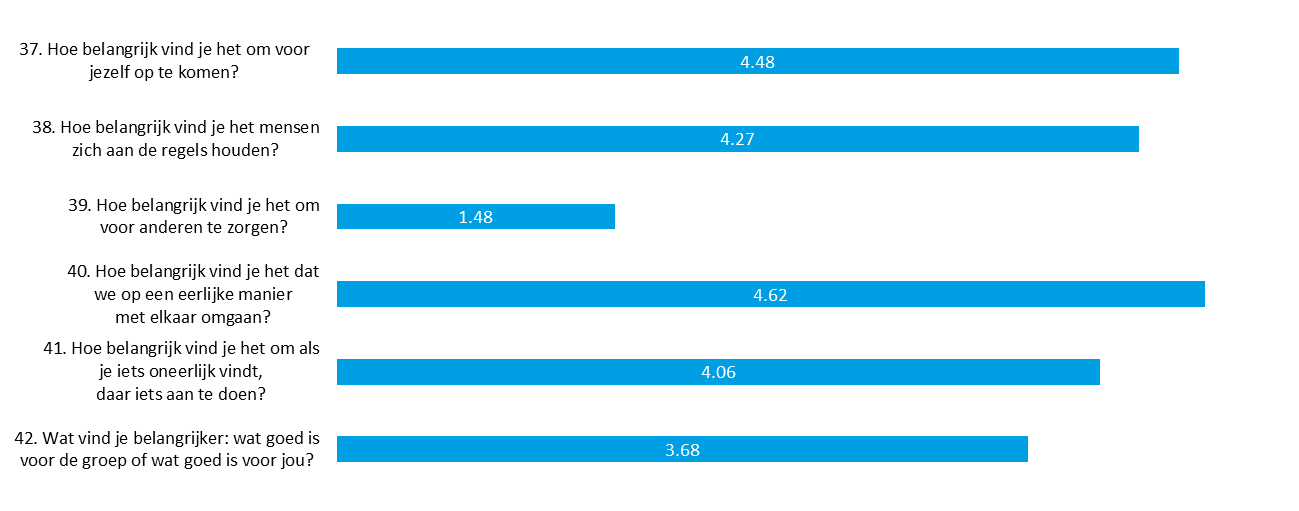 37. Hoe belangrijk vind je het om voor
jezelf op te komen?
4.48
38. Hoe belangrijk vind je het mensen
zich aan de regels houden?
4.27
39. Hoe belangrijk vind je het om
voor anderen te zorgen?
1.48
40. Hoe belangrijk vind je het dat
we op een eerlijke manier
met elkaar omgaan?
4.62
41. Hoe belangrijk vind je het om als
je iets oneerlijk vindt,
daar iets aan te doen?
4.06
42. Wat vind je belangrijker: wat goed is
voor de groep of wat goed is voor jou?
3.68